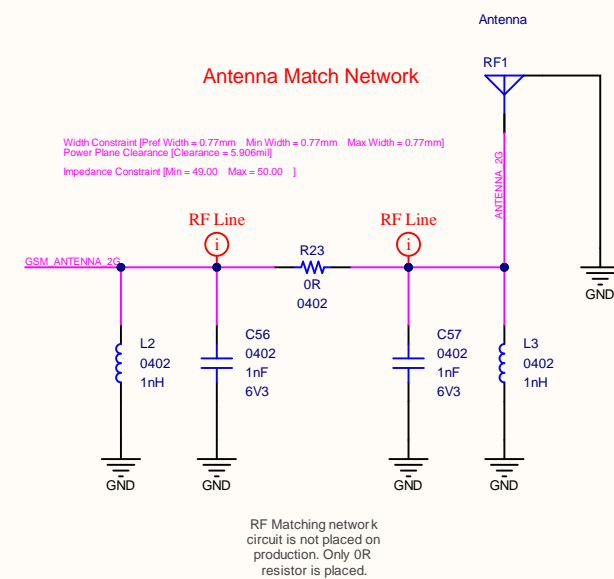 Antenna
RF1
Antenna Match Network
Width Constraint [Pref Width = 0.77mm Min Width = 0.77mm Max Width = 0.77mm]
Power Plane Clearance [Clearance = 5.906mil]
Impedance Constraint [Min = 49.00 Max = 50.00 ]
ANTENNA_2G
RF Line
i
RF Line
i
GSM_ANTENNA_2G
R23
0R
0402
GND
L2
0402
1nH
C56
0402
1nF
6V3
C57
0402
1nF
6V3
L3
0402
1nH
GND
GND
GND
GND
RF Matching network
circuit is not placed on
production. Only 0R
resistor is placed.